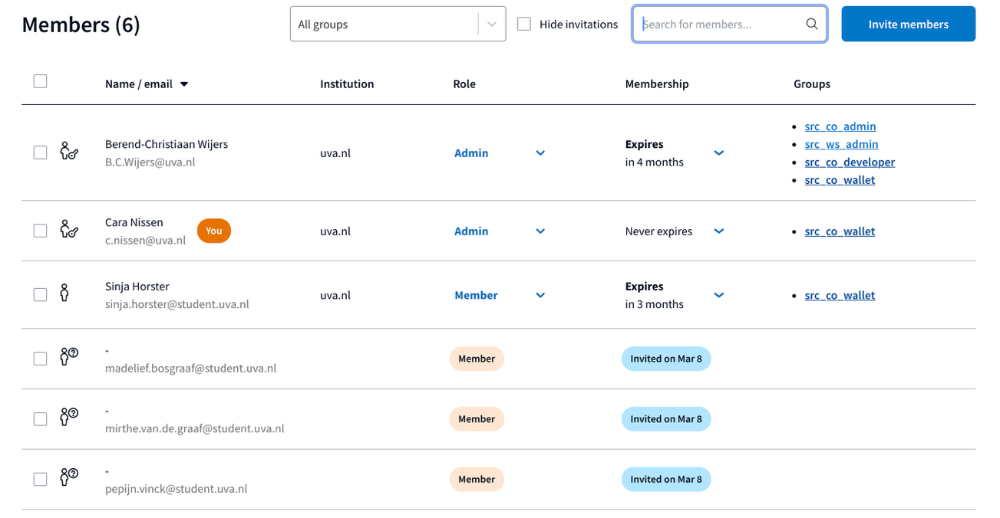 Members (6)
All groups
Hide invitations
Search for members...
Invite members
Name / email Institution Role Membership Groups
Berend-Christiaan Wijers
B.C.Wijers@uva.nl
uva.nl
Admin
Expires
in 4 months
src_co_admin
src_ws_admin
src_co_developer
src_co_wallet
Cara Nissen
c.nissen@uva.nl
You
uva.nl
Admin
Never expires
src_co_wallet
Sinja Horster
sinja.horster@student.uva.nl
uva.nl
Member
Expires
in 3 months
src_co_wallet
-
madelief.bosgraaf@student.uva.nl
Member
Invited on Mar 8
-
mirthe.van.de.graaf@student.uva.nl
Member
Invited on Mar 8
-
pepijn.vinck@student.uva.nl
Member
Invited on Mar 8